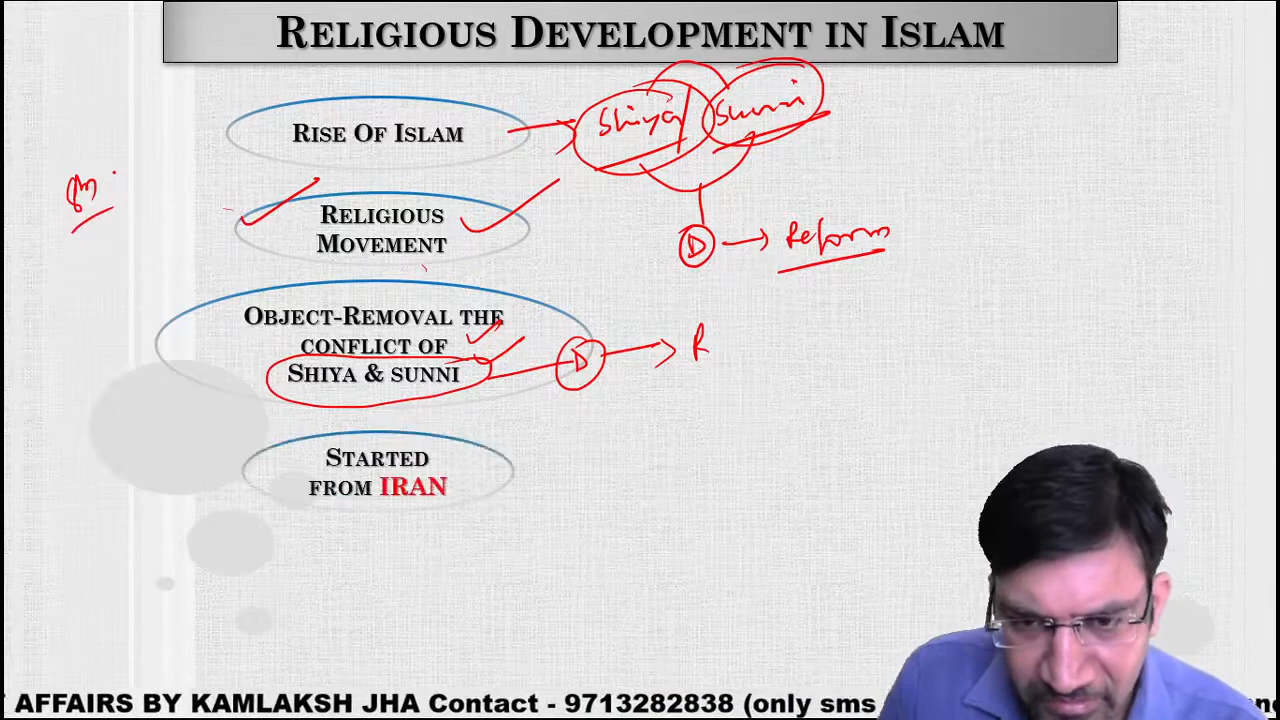 RELIGIOUS DEVELOPMENT IN ISLAM
RISE OF ISLAM
Shiya
Sunni
RELIGIOUS
MOVEMENT
D
Reform
OBJECT-REMOVAL THE
CONFLICT OF
SHIYA & SUNNI
D
R
STARTED
FROM IRAN
AFFAIRS BY KAMLAKSH JHA Contact - 9713282838 (only sms